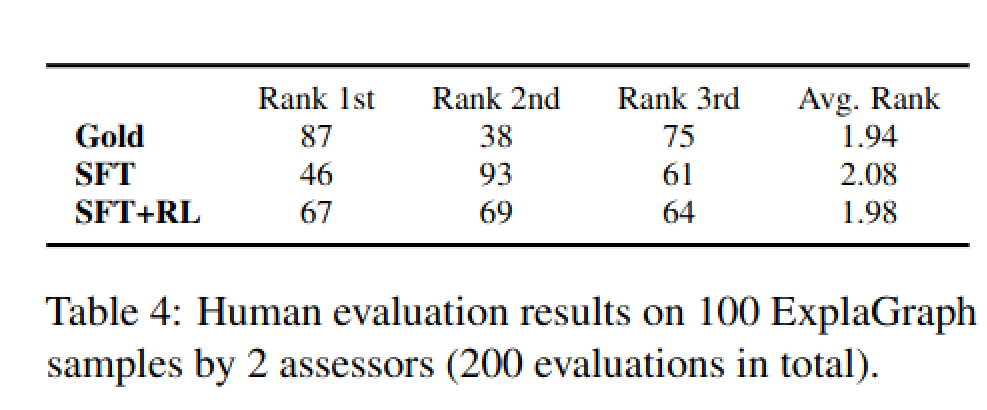 Rank 1st Rank 2nd Rank 3rd Avg. Rank
Gold 87 38 75 1.94
SFT 46 93 61 2.08
SFT+RL 67 69 64 1.98
Table 4: Human evaluation results on 100 ExplaGraph
samples by 2 assessors (200 evaluations in total).